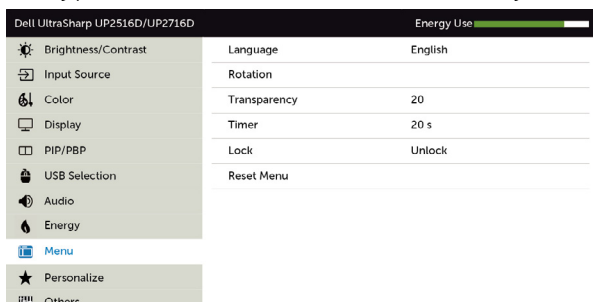 Dell UltraSharp UP2516D/UP2716D Energy Use
Brightness/Contrast Language English
Input Source Rotation
Color Transparency 20
Display Timer 20 s
PIP/PBP Lock Unlock
USB Selection Reset Menu
Audio
Energy
Menu
Personalize
Others